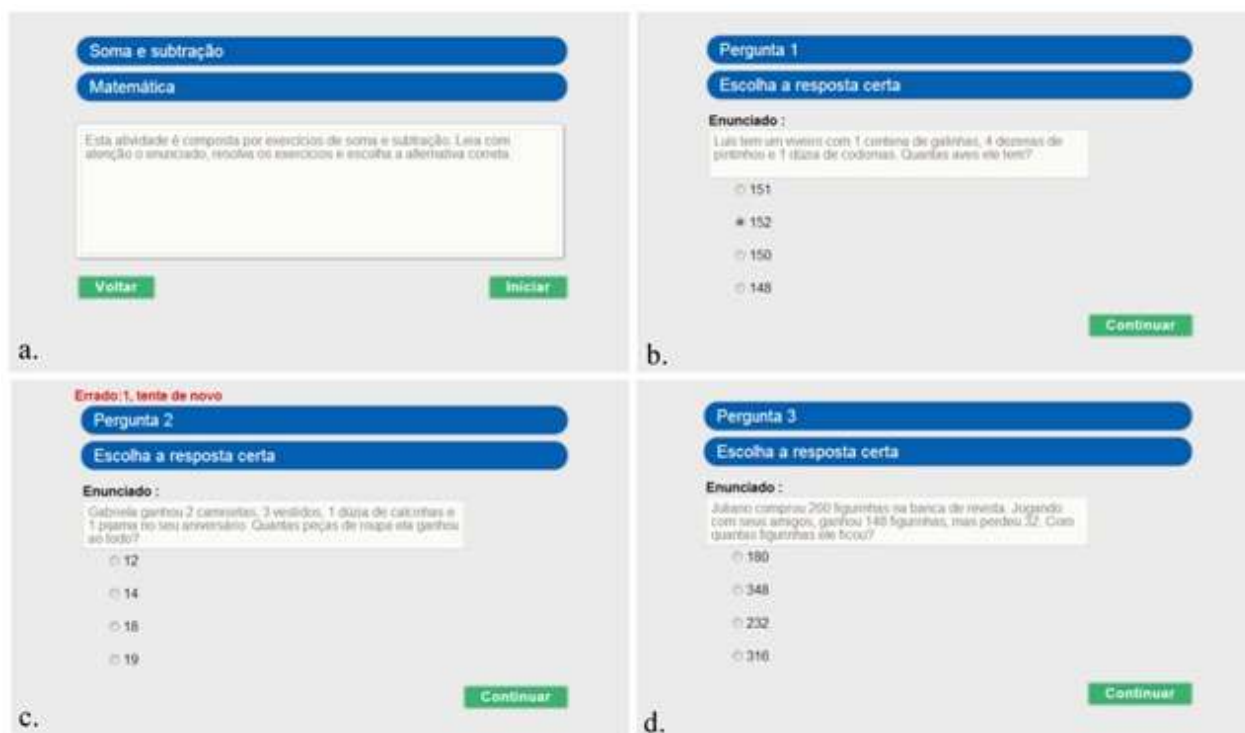 Soma e subtração
Matemática
Esta atividade é composta por exercícios de soma e subtração. Leia com
atenção o enunciado, resolva os exercícios e escolha a alternativa correta.
Voltar
Iniciar
a.
Pergunta 1
Escolha a resposta certa
Enunciado :
Luis tem um viveiro com 1 centena de galinhas, 4 dezenas de
pintinhos e 1 dúzia de codornas. Quantas aves ele tem?
151
152
150
148
Continuar
b.
Errado:1, tente de novo
Pergunta 2
Escolha a resposta certa
Enunciado :
Gabriela ganhou 2 camisetas, 3 vestidos, 1 dúzia de calcinhas e
1 pijama no seu aniversário. Quantas peças de roupa ela ganhou
ao todo?
12
14
18
19
Continuar
c.
Pergunta 3
Escolha a resposta certa
Enunciado :
Juliano comprou 200 figurinhas na banca de revista. Jogando
com seus amigos, ganhou 148 figurinhas, mas perdeu 32. Com
quantas figurinhas ele ficou?
180
348
232
316
Continuar
d.